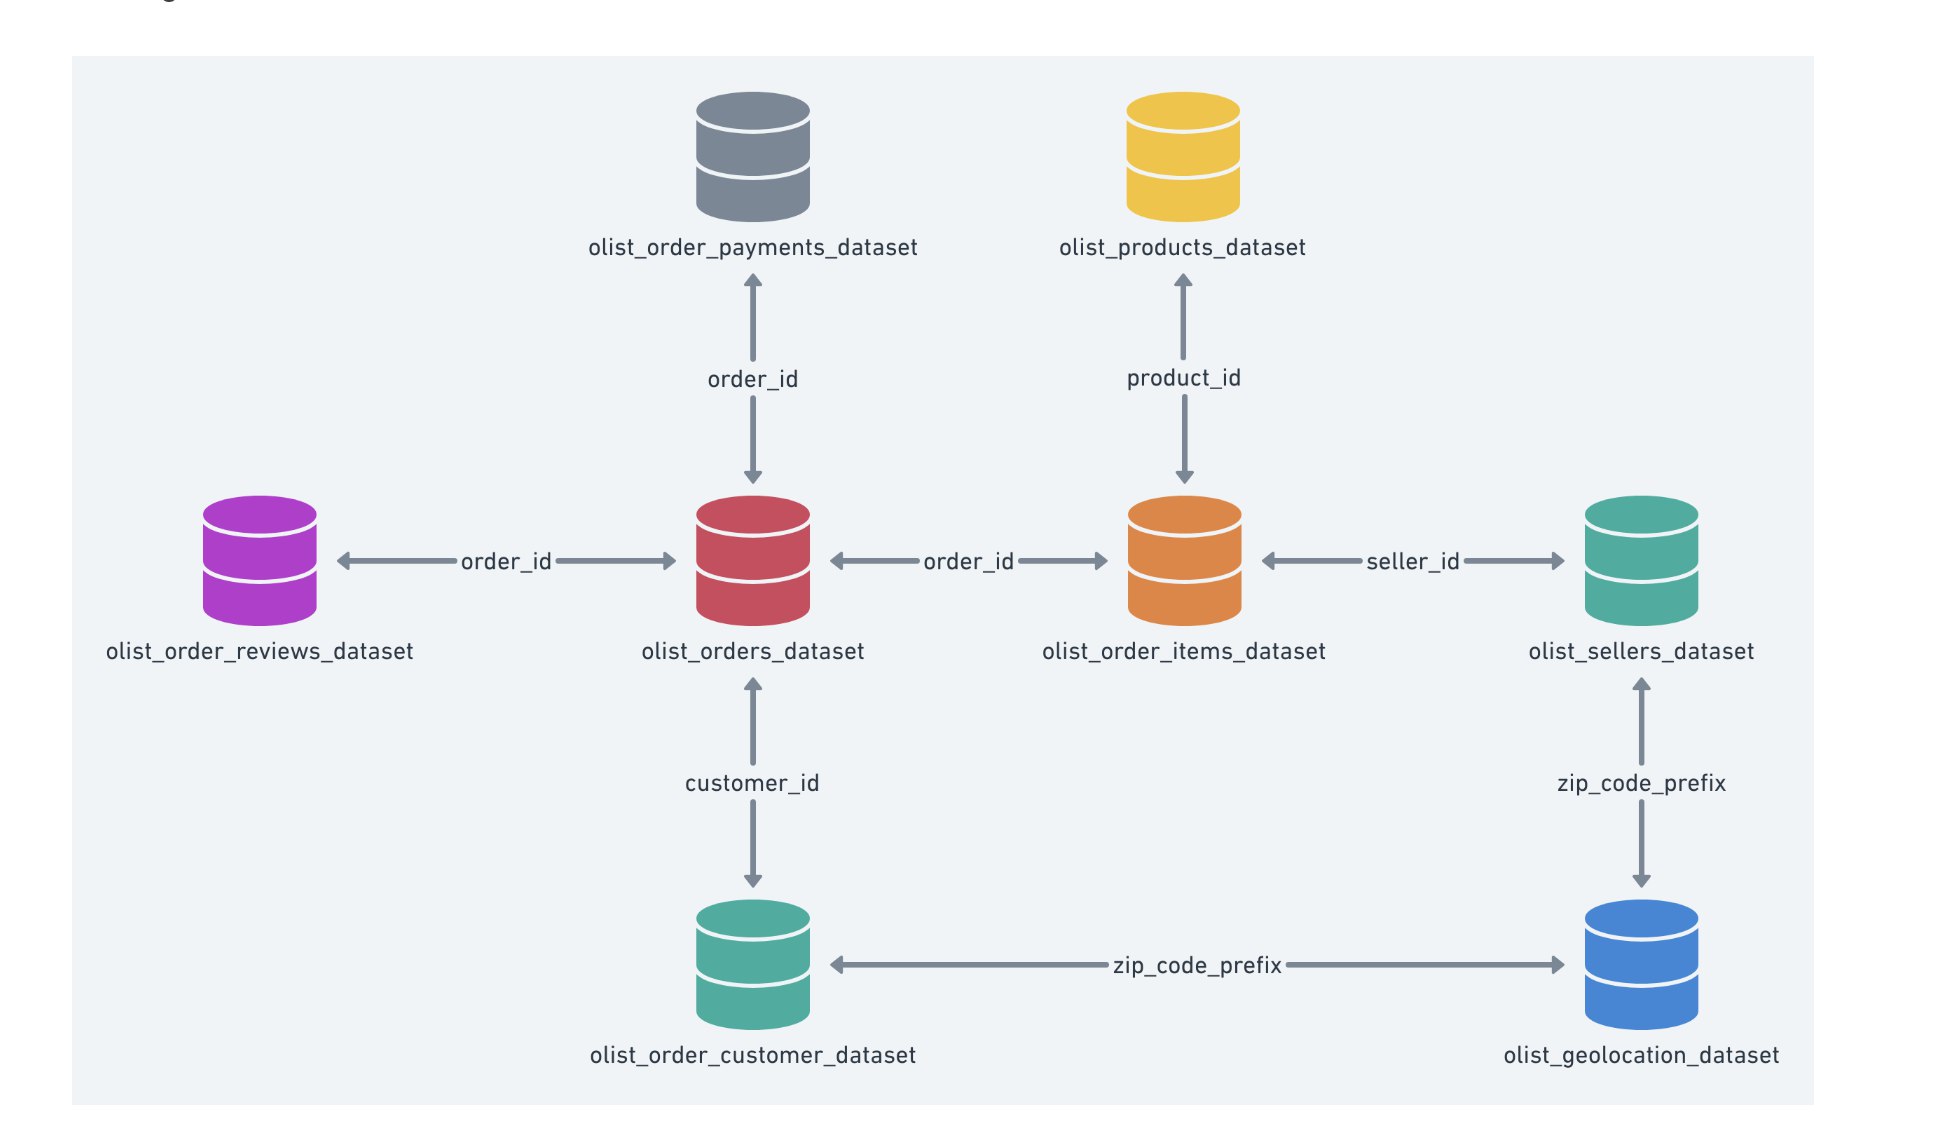 olist_order_payments_dataset
olist_products_dataset
order_id
product_id
order_id
order_id
seller_id
olist_order_reviews_dataset
olist_orders_dataset
olist_order_items_dataset
olist_sellers_dataset
customer_id
zip_code_prefix
zip_code_prefix
olist_order_customer_dataset
olist_geolocation_dataset